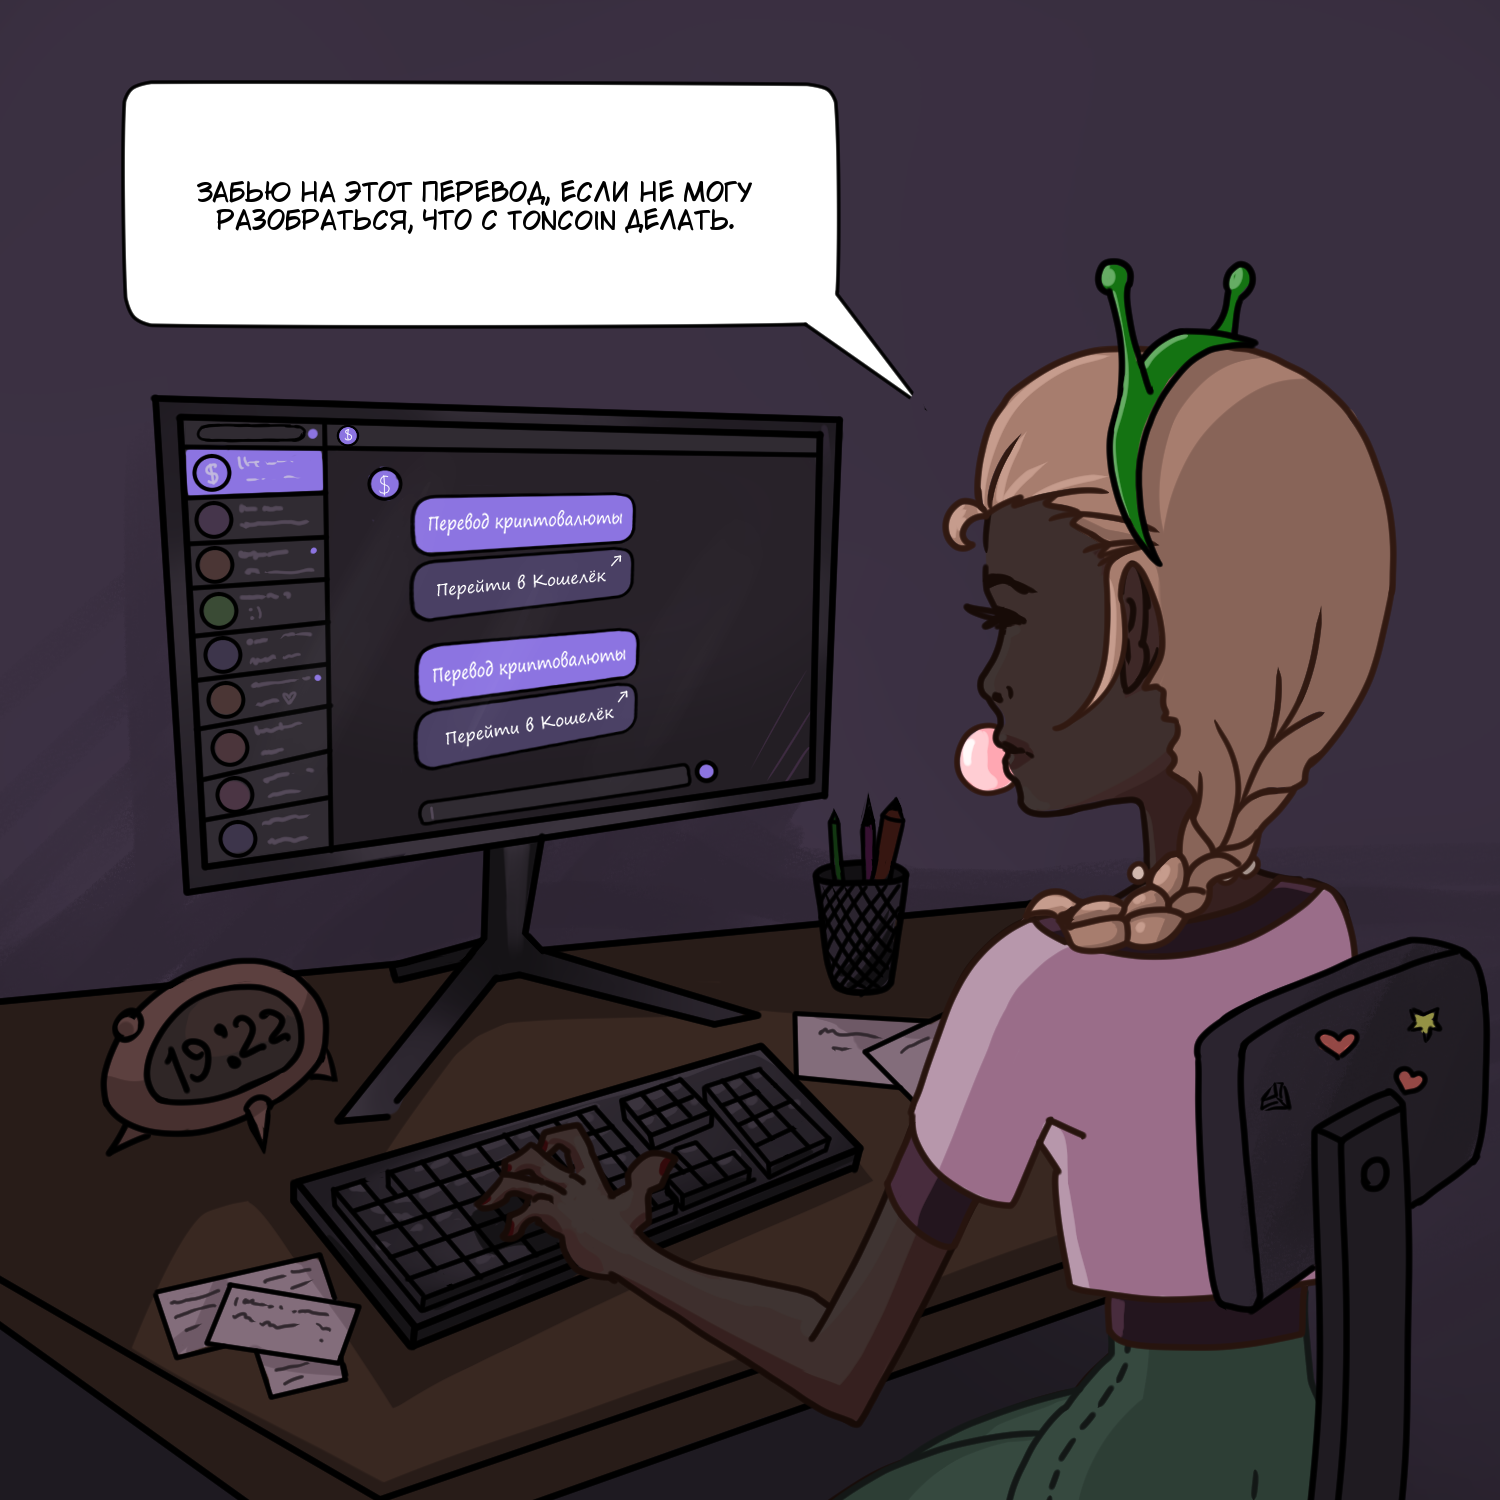 ЗАБЬЮ НА ЭТОТ ПЕРЕВОД, ЕСЛИ НЕ МОГУ
РАЗОБРАТЬСЯ, ЧТО С TONCOIN ДЕЛАТЬ.
$
$
$
Перевод криптовалюты
Перейти в Кошелёк
:)
Перевод криптовалюты
Перейти в Кошелёк
19:22